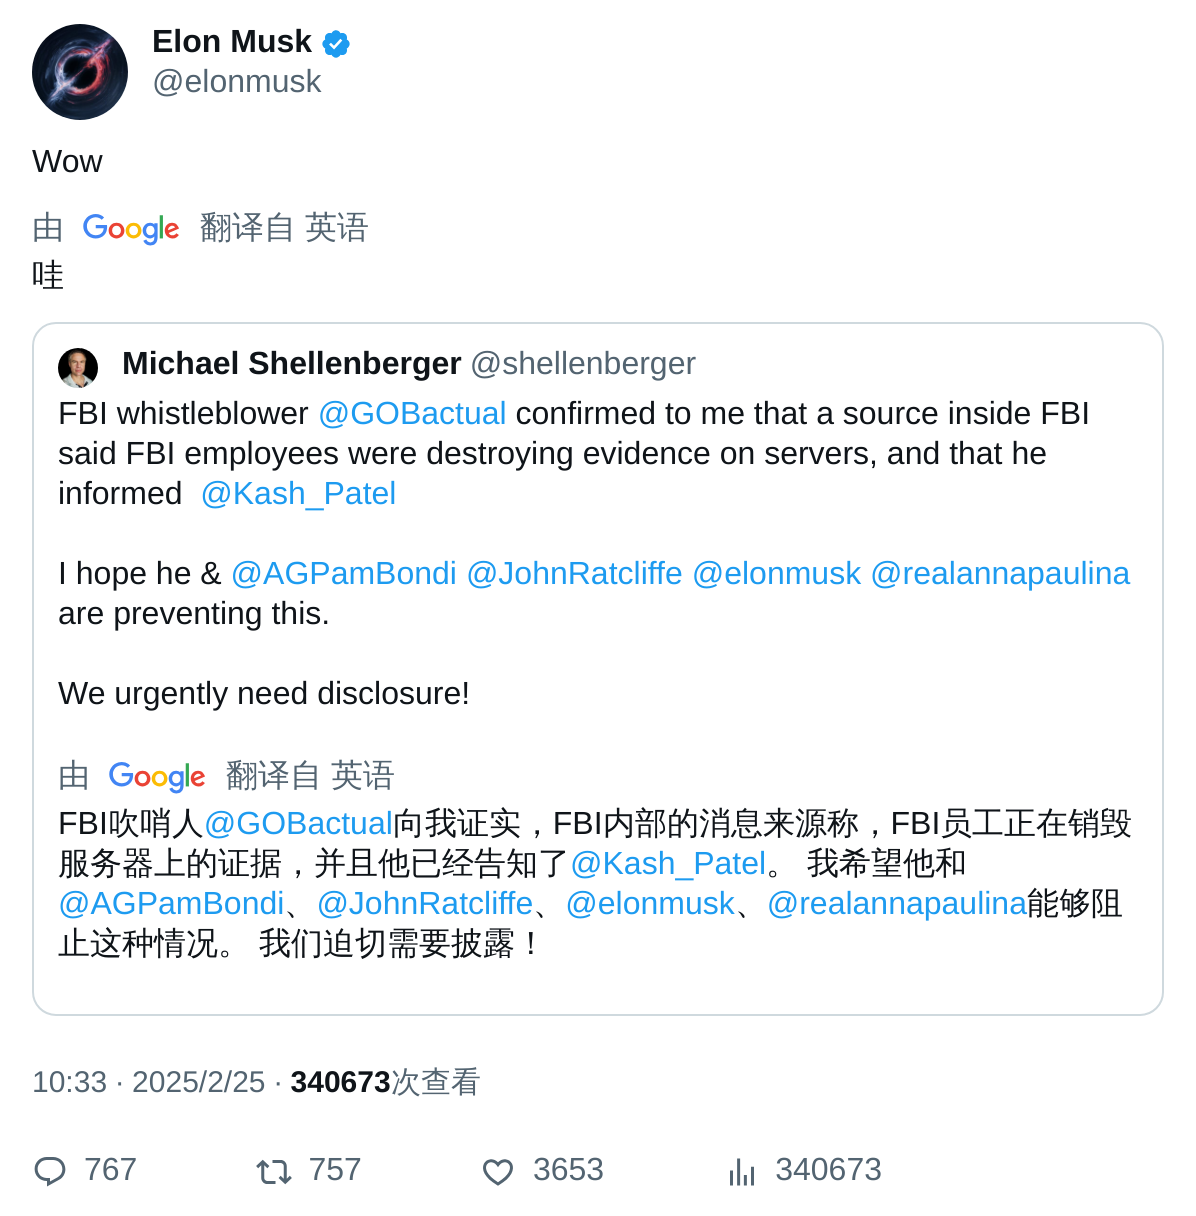 Elon Musk
@elonmusk
Wow
由 Google 翻译自 英语
哇
Michael Shellenberger @shellenberger
FBI whistleblower @GOBactual confirmed to me that a source inside FBI
said FBI employees were destroying evidence on servers, and that he
informed @Kash_Patel
I hope he & @AGPamBondi @JohnRatcliffe @elonmusk @realannapaulina
are preventing this.
We urgently need disclosure!
由 Google 翻译自 英语
FBI吹哨人@GOBactual向我证实，FBI内部的消息来源称，FBI员工正在销毁
服务器上的证据，并且他已经告知了@Kash_Patel。 我希望他和
@AGPamBondi、@JohnRatcliffe、@elonmusk、@realannapaulina能够阻
止这种情况。 我们迫切需要披露！
10:33 · 2025/2/25 · 340673次查看
767 757 3653 340673